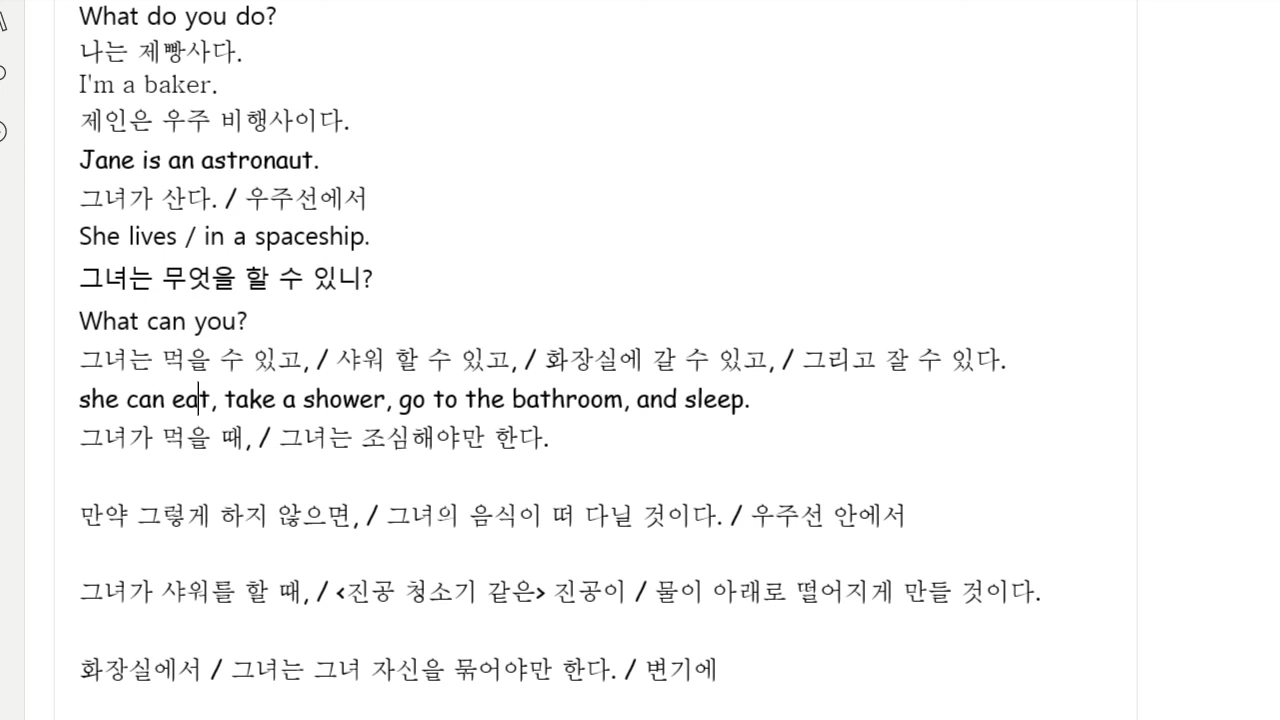 What do you do?
나는 제빵사다.
I'm a baker.
제인은 우주 비행사이다.
Jane is an astronaut.
그녀가 산다. / 우주선에서
She lives / in a spaceship.
그녀는 무엇을 할 수 있니?
What can you?
그녀는 먹을 수 있고, / 샤워 할 수 있고, / 화장실에 갈 수 있고, / 그리고 잘 수 있다.
she can eat, take a shower, go to the bathroom, and sleep.
그녀가 먹을 때, / 그녀는 조심해야만 한다.
만약 그렇게 하지 않으면, / 그녀의 음식이 떠 다닐 것이다. / 우주선 안에서
그녀가 샤워를 할 때, / <진공 청소기 같은> 진공이 / 물이 아래로 떨어지게 만들 것이다.
화장실에서 / 그녀는 그녀 자신을 묶어야만 한다. / 변기에